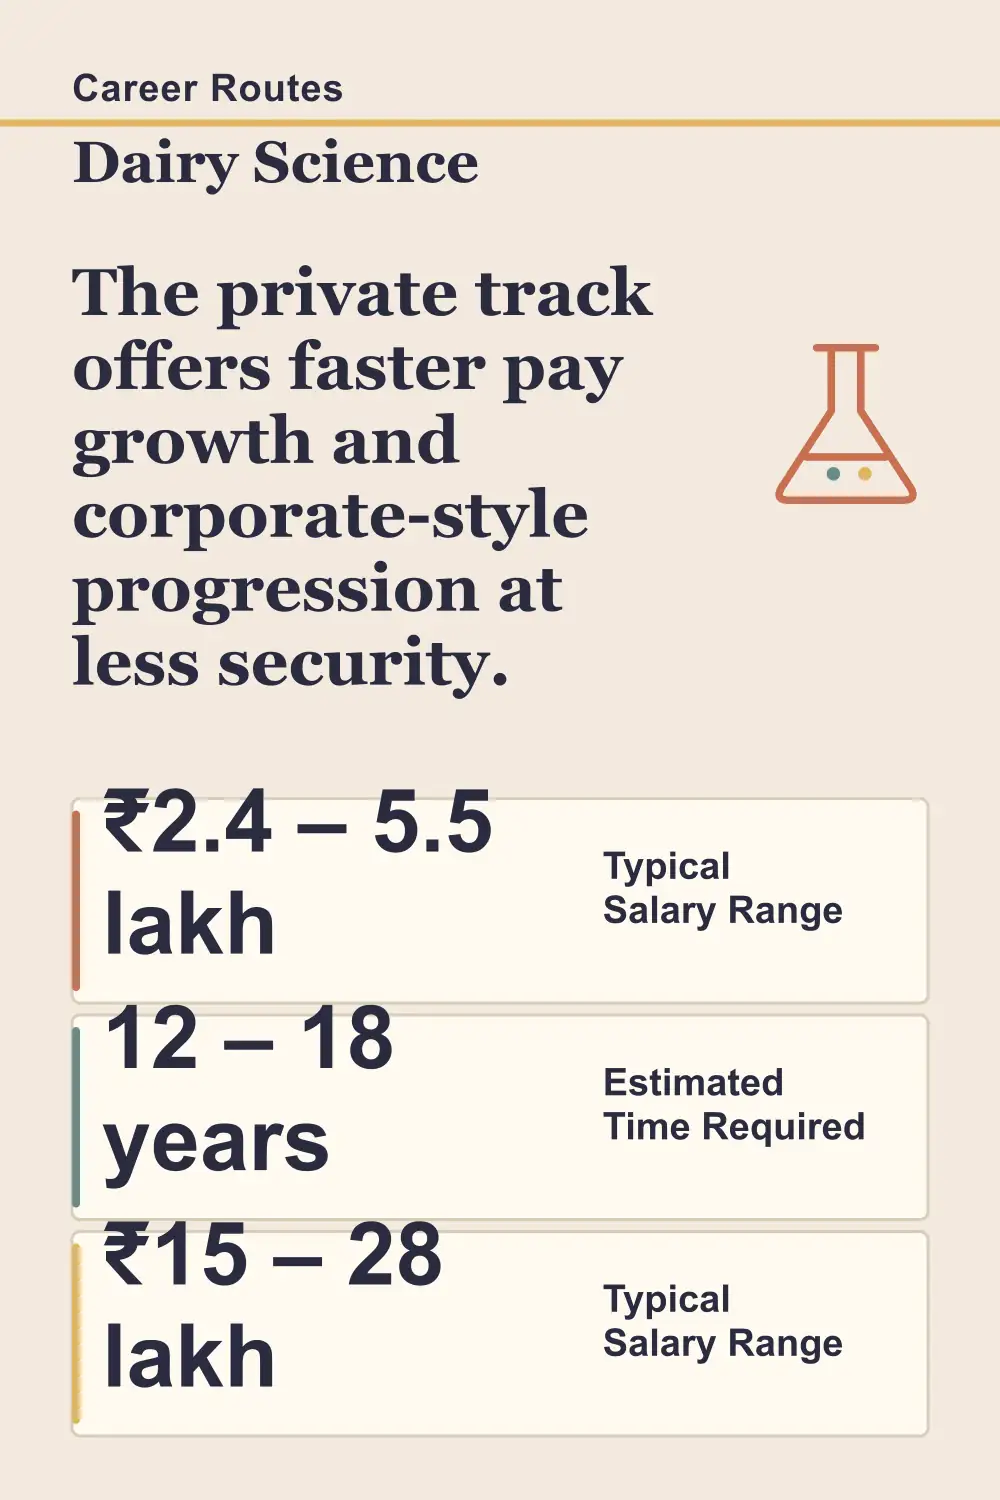 Career Routes
Dairy Science
The private track
offers faster pay
growth and
corporate-style
progression at
less security.
₹2.4 – 5.5
lakh
Typical
Salary Range
12 – 18
years
Estimated
Time Required
₹15 – 28
lakh
Typical
Salary Range